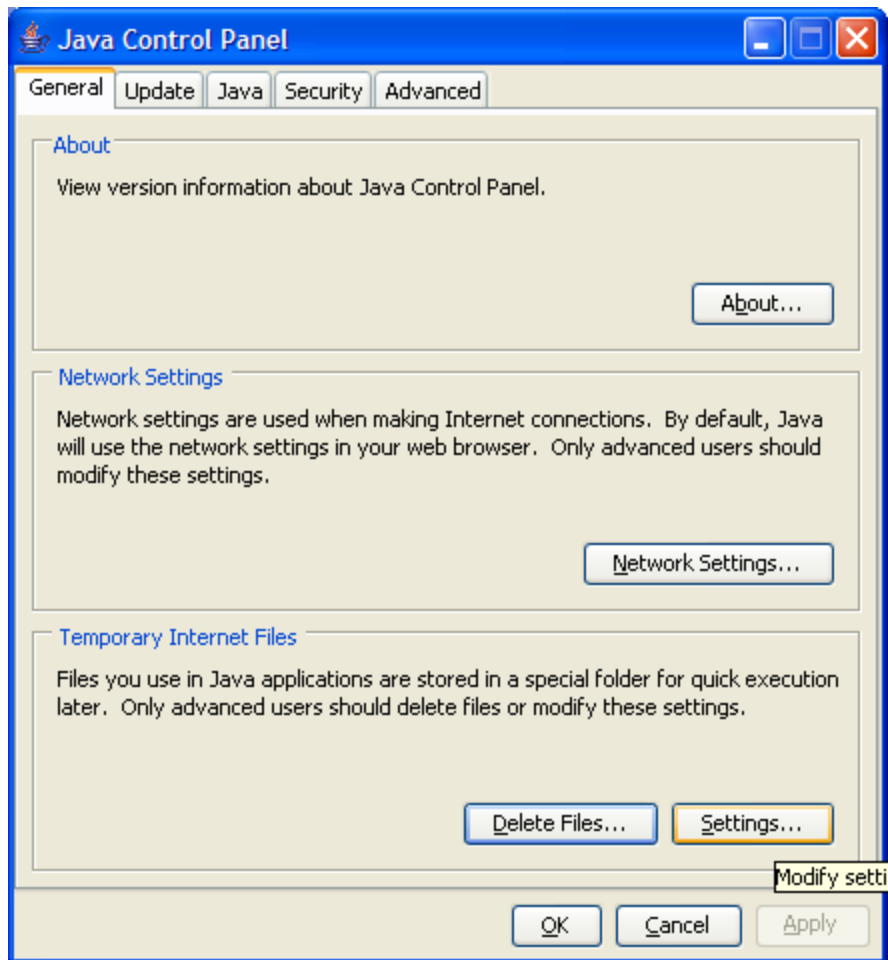 Java Control Panel
General Update Java Security Advanced
About
View version information about Java Control Panel.
About...
Network Settings
Network settings are used when making Internet connections.  By default, Java
will use the network settings in your web browser.  Only advanced users should
modify these settings.
Network Settings...
Temporary Internet Files
Files you use in Java applications are stored in a special folder for quick execution
later.  Only advanced users should delete files or modify these settings.
Delete Files... Settings...
Modify setti
OK Cancel Apply